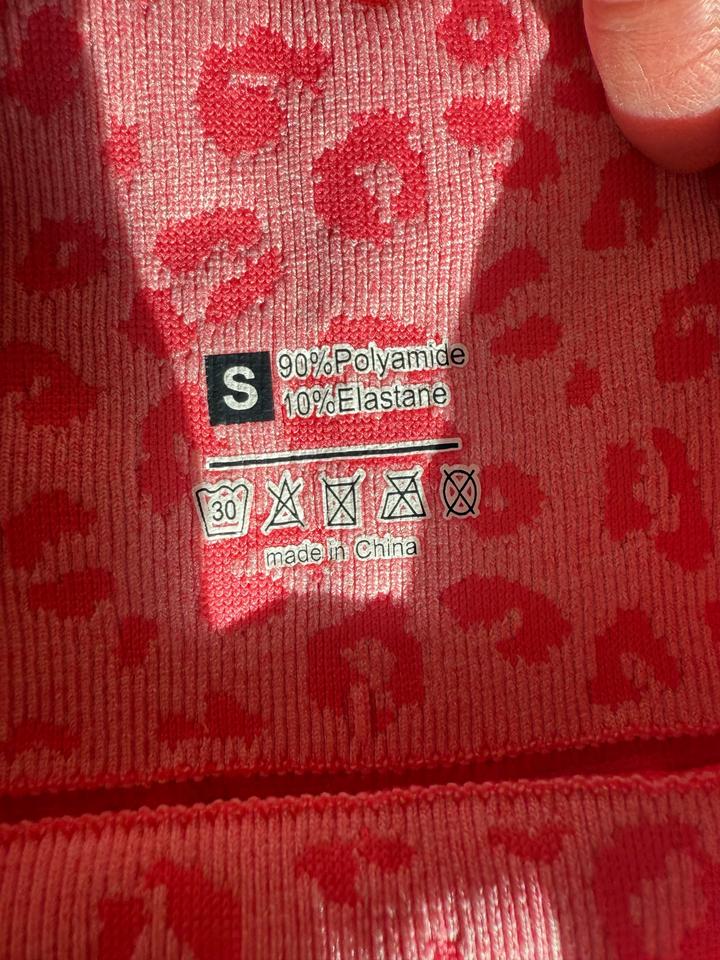 S
90%Polyamide
10%Elastane
30
made in China